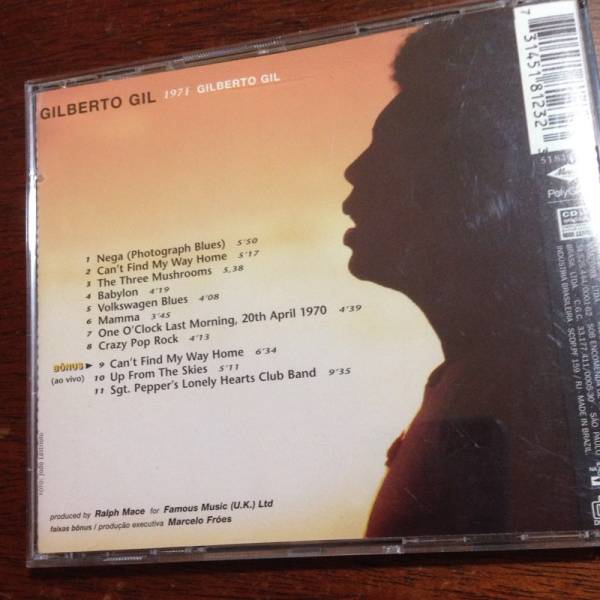 GILBERTO GIL 1971 GILBERTO GIL
1 Nega (Photograph Blues) 5'50
2 Can't Find My Way Home 5'17
3 The Three Mushrooms 5,38
4 Babylon 4'19
5 Volkswagen Blues 4'08
6 Mamma 3'45
7 One O'Clock Last Morning, 20th April 1970 4'39
8 Crazy Pop Rock 4'13
BÔNUS 9 Can't Find My Way Home 6'34
(ao vivo) 10 Up From The Skies 5'11
11 Sgt. Pepper's Lonely Hearts Club Band 9'35
produced by Ralph Mace for Famous Music (U.K.) Ltd
faixas bônus / produção executiva Marcelo Fróes
7 31451 81232
INDÚSTRIA BRASILEIRA
MADE IN BRAZIL